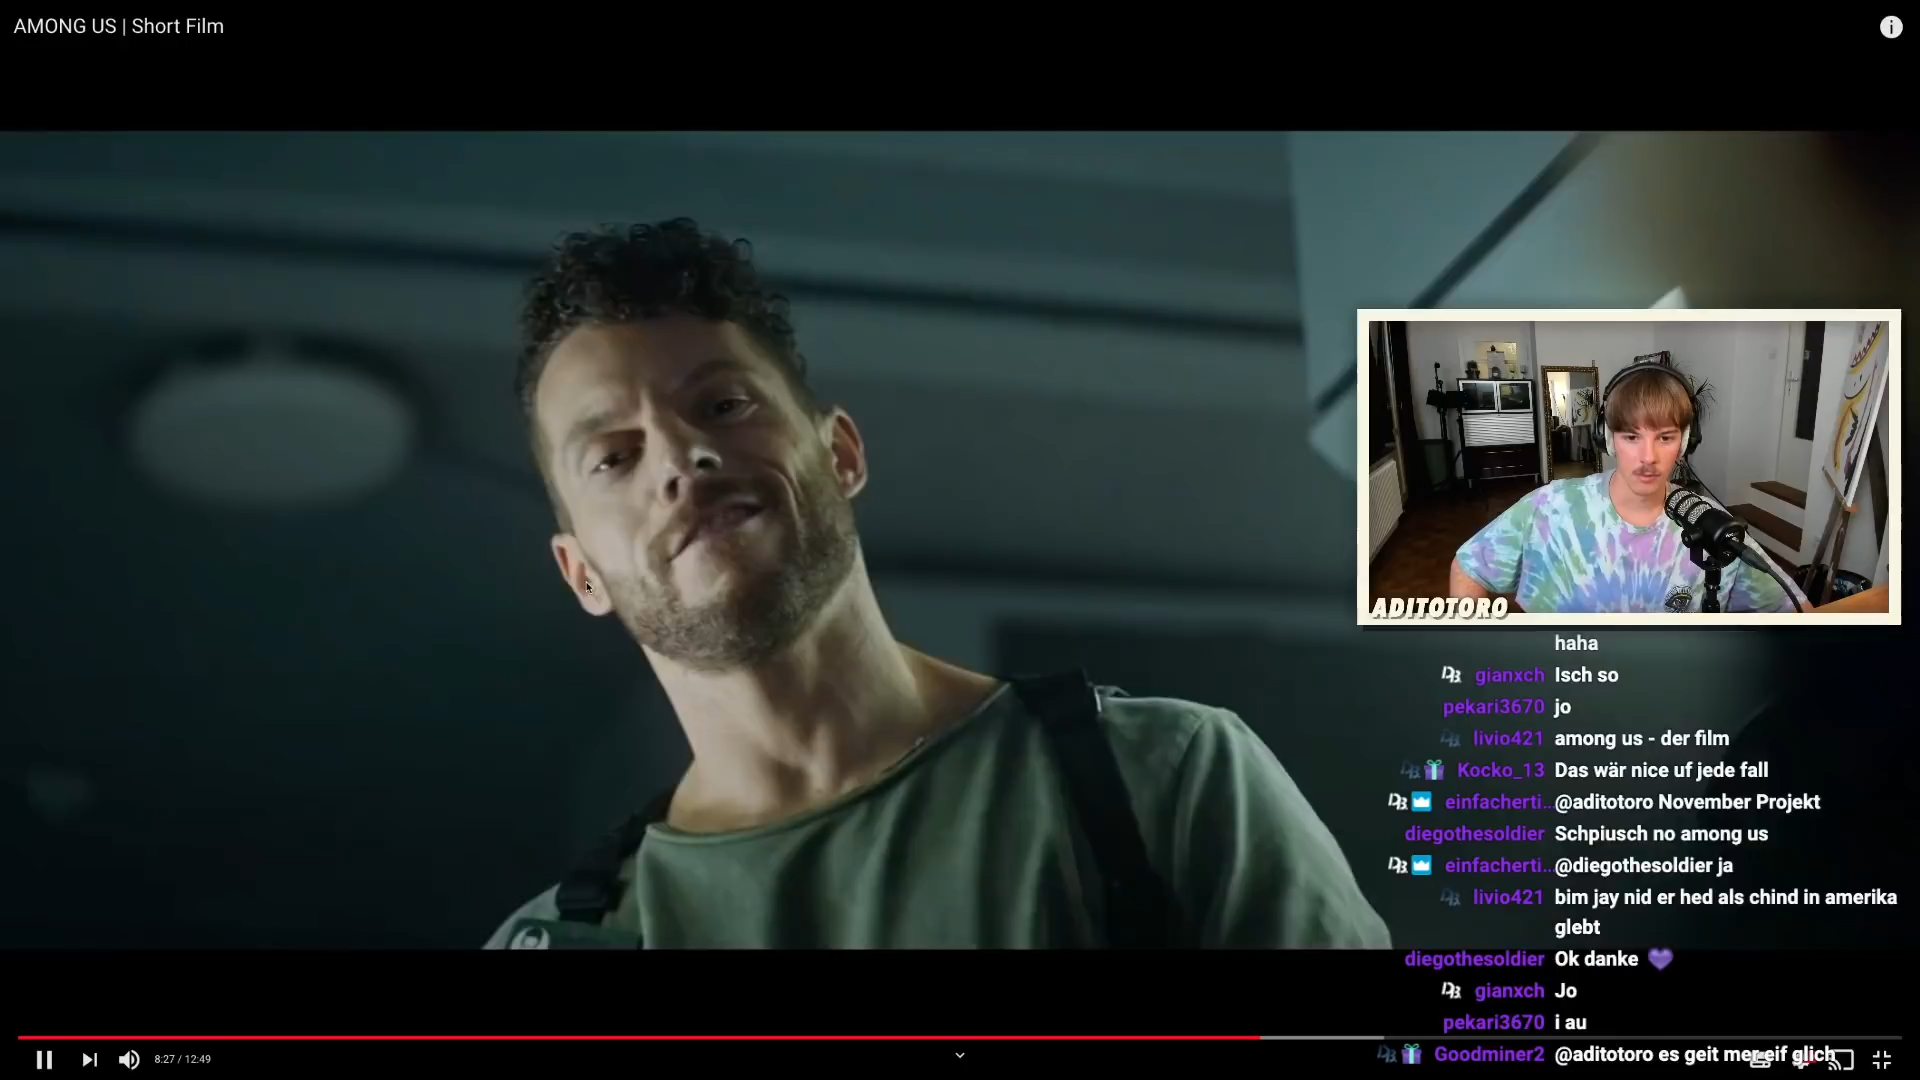 AMONG US | Short Film
ADITOTORO
haha
gianxch Isch so
pekari3670 jo
livio421 among us - der film
Kocko_13 Das wär nice uf jede fall
einfacherti... @aditotoro November Projekt
diegothesoldier Schpiusch no among us
einfacherti... @diegothesoldier ja
livio421 bim jay nid er hed als chind in amerika
glebt
diegothesoldier Ok danke 💜
gianxch Jo
pekari3670 i au
Goodminer2 @aditotoro es geit mer eif glich
8:27 / 12:49